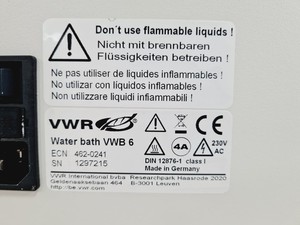 Don't use flammable liquids !
Nicht mit brennbaren
Flüssigkeiten betreiben !
Ne pas utiliser de liquides inflammables !
No utilizar con liquidos inflammables !
Non utilizzare liquidi infiammabili !
VWR
Water bath VWB 6
ECN 462-0241
SN 1297215
4A
230V
AC
DIN 12876-1 class I
Made in Germany
VWR International bvba Researchpark Haasrode 2020
Geldenaaksebaan 464 B-3001 Leuven
http://be.vwr.com